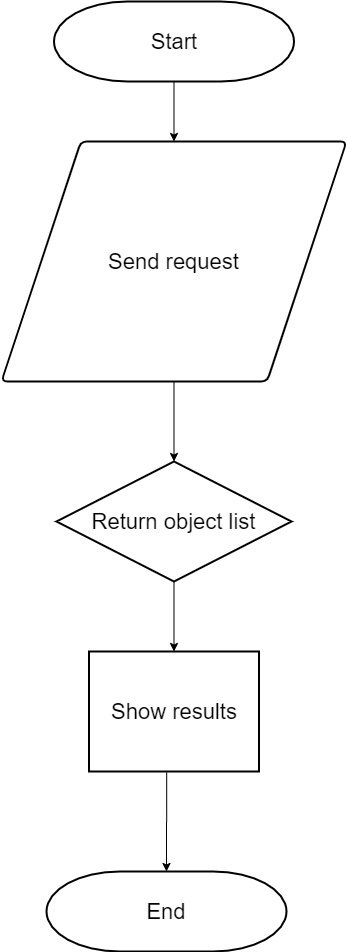 Start
Send request
Return object list
Show results
End